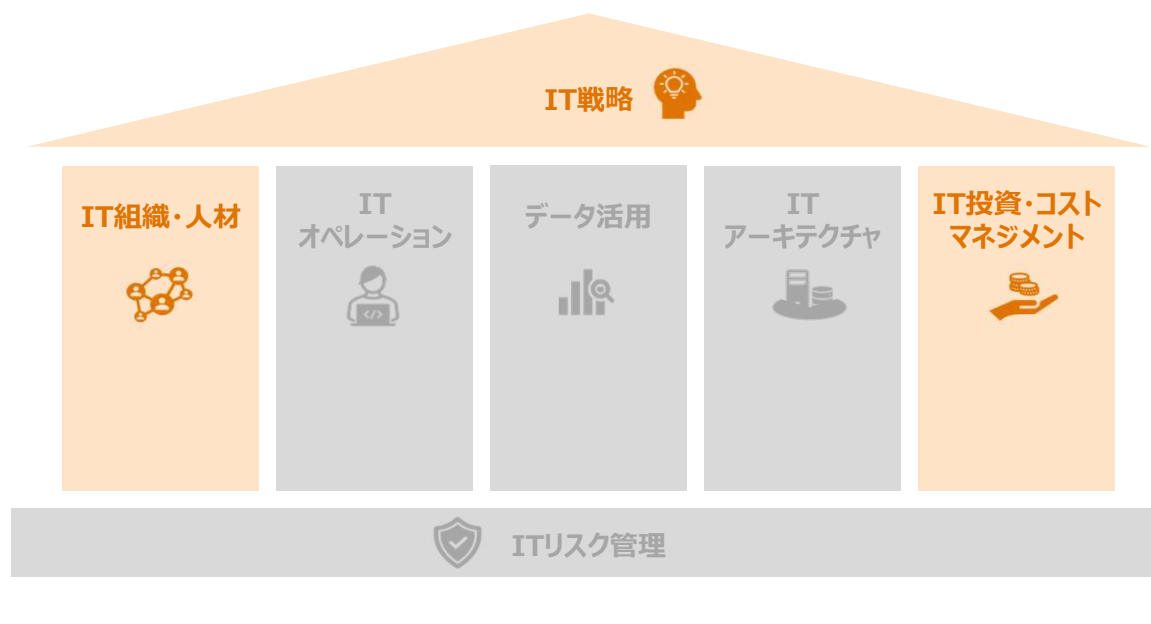 IT戦略
IT組織・人材
IT
オペレーション
データ活用
IT
アーキテクチャ
IT投資・コスト
マネジメント
ITリスク管理